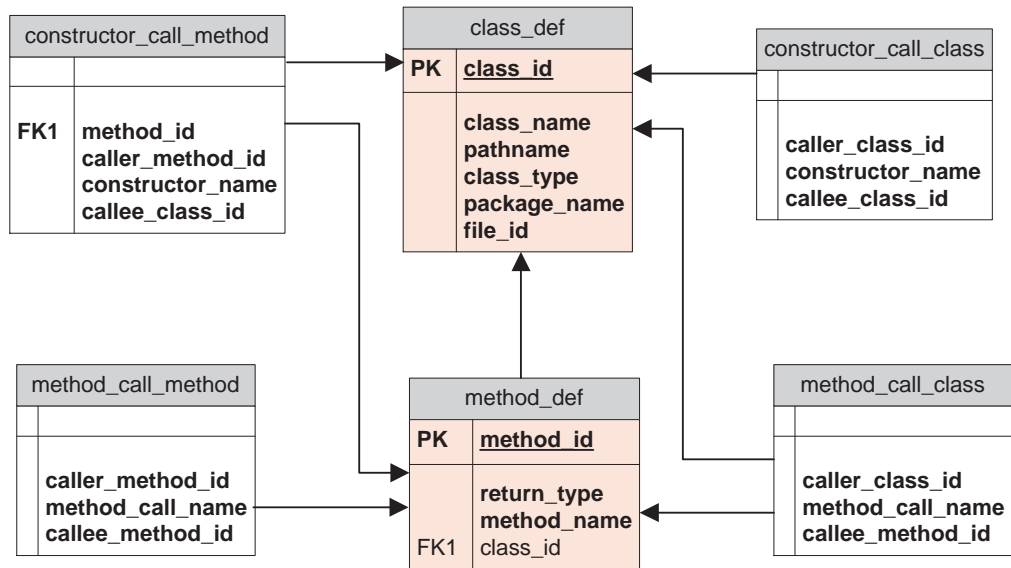 constructor_call_method
FK1 method_id
caller_method_id
constructor_name
callee_class_id
class_def
PK class_id
class_name
pathname
class_type
package_name
file_id
constructor_call_class
caller_class_id
constructor_name
callee_class_id
method_call_method
caller_method_id
method_call_name
callee_method_id
method_def
PK method_id
return_type
method_name
FK1 class_id
method_call_class
caller_class_id
method_call_name
callee_method_id